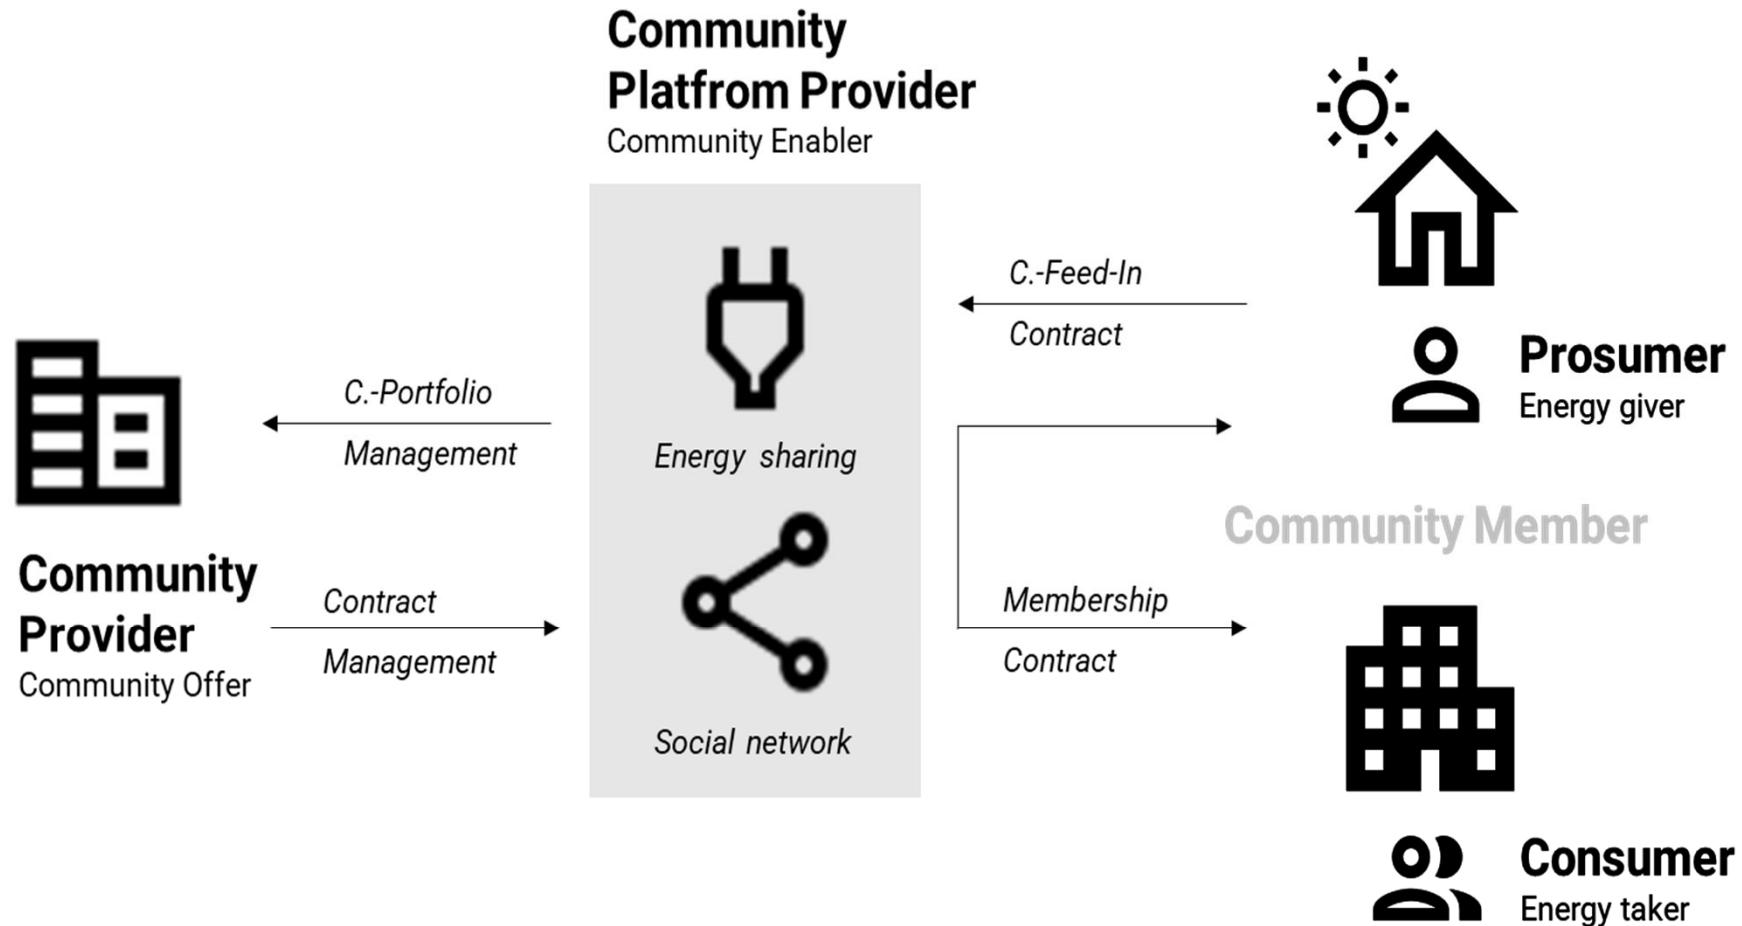 Community
Platfrom Provider
Community Enabler
C.-Feed-In
Contract
Prosumer
Energy giver
C.-Portfolio
Management
Energy sharing
Community Member
Community
Provider
Community Offer
Contract
Management
Membership
Contract
Social network
Consumer
Energy taker